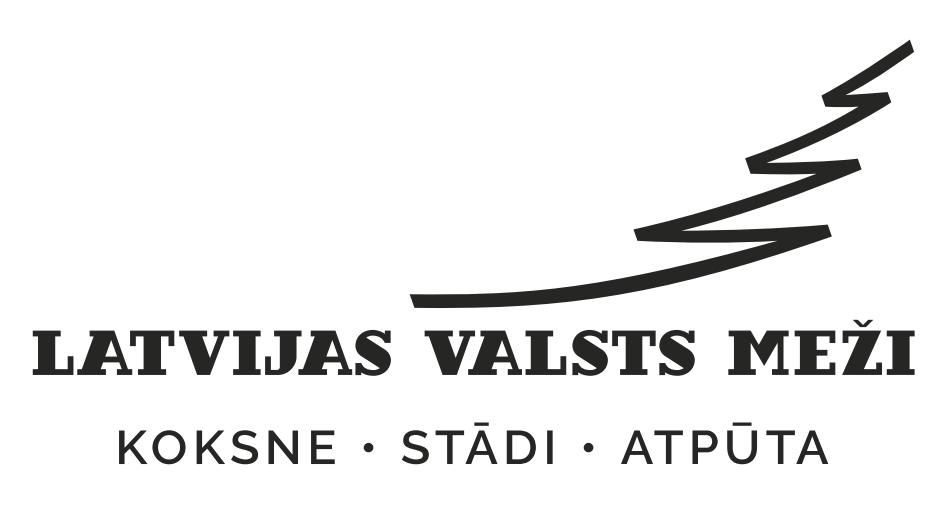 LATVIJAS VALSTS MEŽI
KOKSNE • STĀDI • ATPŪTA